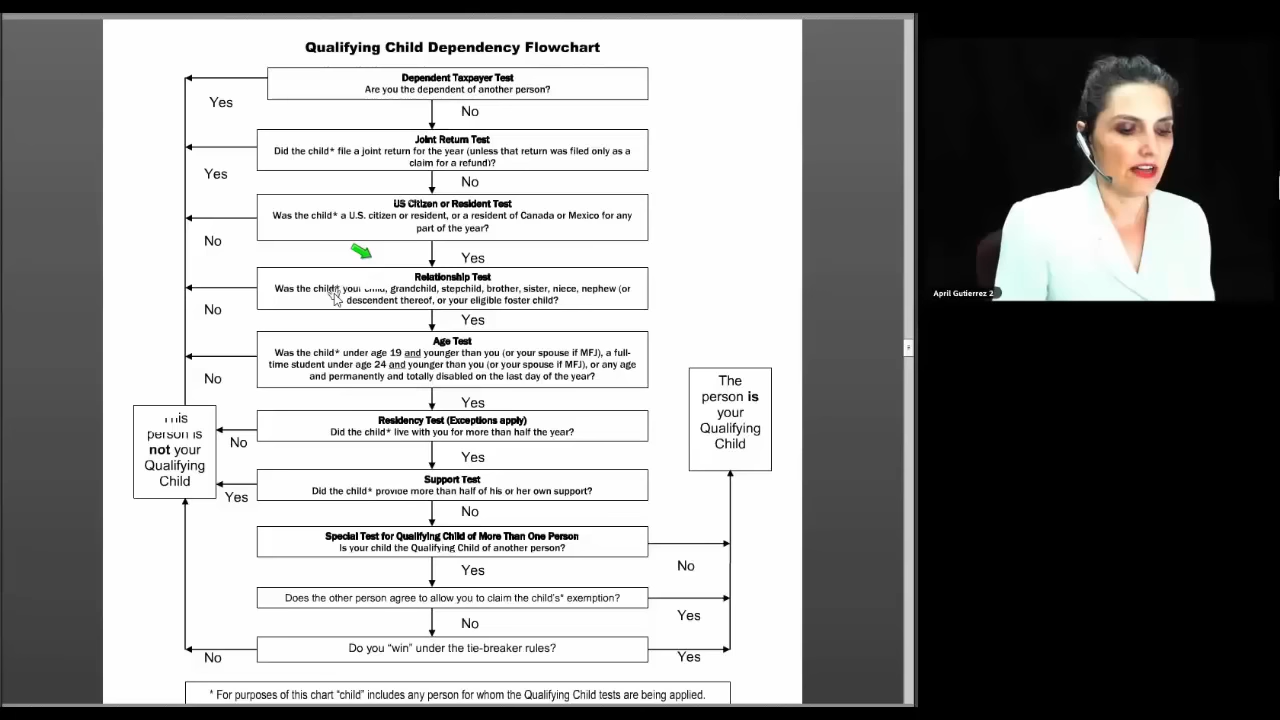 Qualifying Child Dependency Flowchart
Dependent Taxpayer Test
Are you the dependent of another person?
Yes
No
Joint Return Test
Did the child* file a joint return for the year (unless that return was filed only as a
claim for a refund)?
Yes
No
US Citizen or Resident Test
Was the child* a U.S. citizen or resident, or a resident of Canada or Mexico for any
part of the year?
No
Yes
Relationship Test
Was the child* your child, grandchild, stepchild, brother, sister, niece, nephew (or
descendent thereof, or your eligible foster child?
No
Yes
Age Test
Was the child* under age 19 and younger than you (or your spouse if MFJ), a full-
time student under age 24 and younger than you (or your spouse if MFJ), or any age
and permanently and totally disabled on the last day of the year?
No
Yes
Residency Test (Exceptions apply)
Did the child* live with you for more than half the year?
No
Yes
Support Test
Did the child* provide more than half of his or her own support?
Yes
No
Special Test for Qualifying Child of More Than One Person
Is your child the Qualifying Child of another person?
No
Yes
Does the other person agree to allow you to claim the child's* exemption?
Yes
No
Do you "win" under the tie-breaker rules?
No
Yes
This
person is
not your
Qualifying
Child
The
person is
your
Qualifying
Child
* For purposes of this chart "child" includes any person for whom the Qualifying Child tests are being applied.
April Gutierrez 2